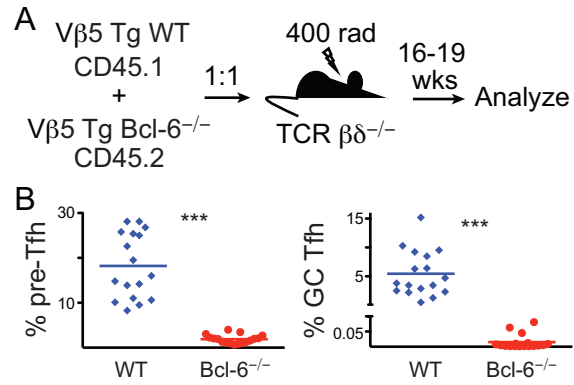 A
Vβ5 Tg WT
CD45.1
+
Vβ5 Tg Bcl-6⁻/⁻
CD45.2
1:1
400 rad
TCR βδ⁻/⁻
16-19
wks
Analyze
B
% pre-Tfh
30
10
***
WT
Bcl-6⁻/⁻
% GC Tfh
15
5
0.05
***
WT
Bcl-6⁻/⁻